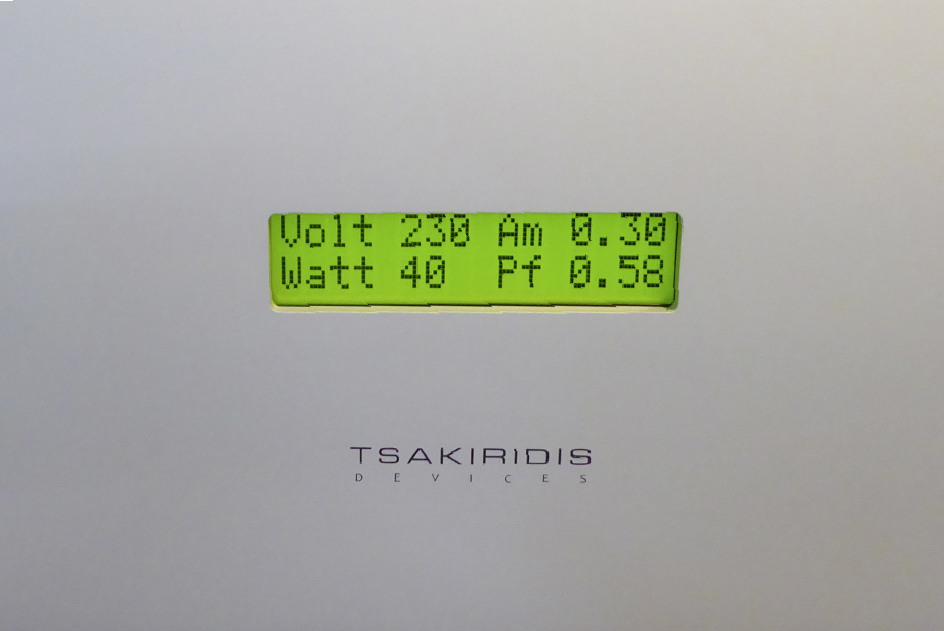 Volt 230 Am 0.30
Watt 40 Pf 0.58
TSAKIRIDIS
DEVICES